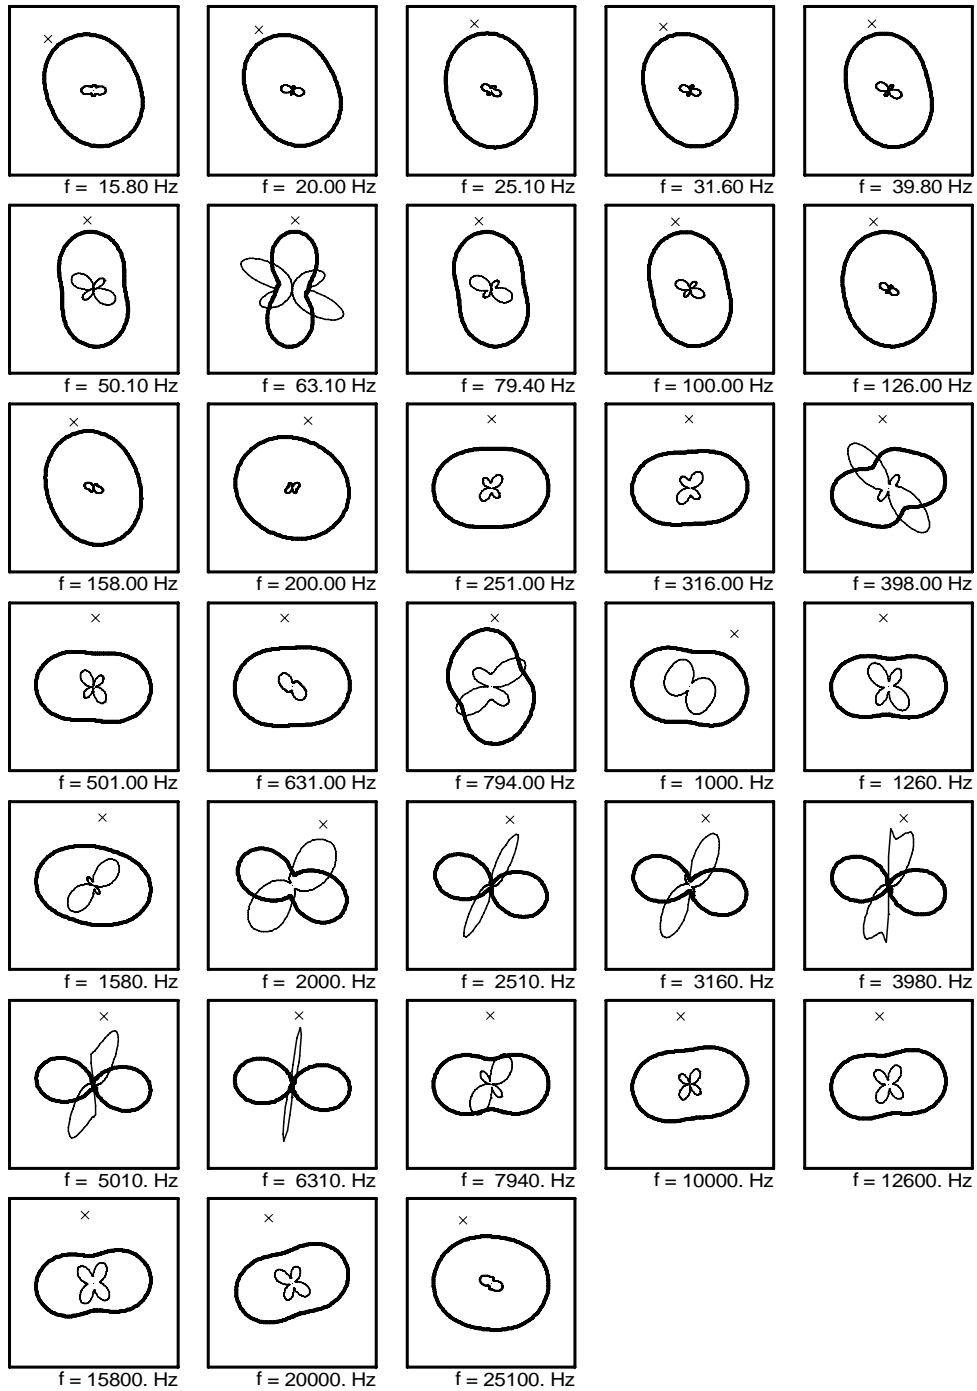 f = 15.80 Hz f = 20.00 Hz f = 25.10 Hz f = 31.60 Hz f = 39.80 Hz
f = 50.10 Hz f = 63.10 Hz f = 79.40 Hz f = 100.00 Hz f = 126.00 Hz
f = 158.00 Hz f = 200.00 Hz f = 251.00 Hz f = 316.00 Hz f = 398.00 Hz
f = 501.00 Hz f = 631.00 Hz f = 794.00 Hz f = 1000. Hz f = 1260. Hz
f = 1580. Hz f = 2000. Hz f = 2510. Hz f = 3160. Hz f = 3980. Hz
f = 5010. Hz f = 6310. Hz f = 7940. Hz f = 10000. Hz f = 12600. Hz
f = 15800. Hz f = 20000. Hz f = 25100. Hz